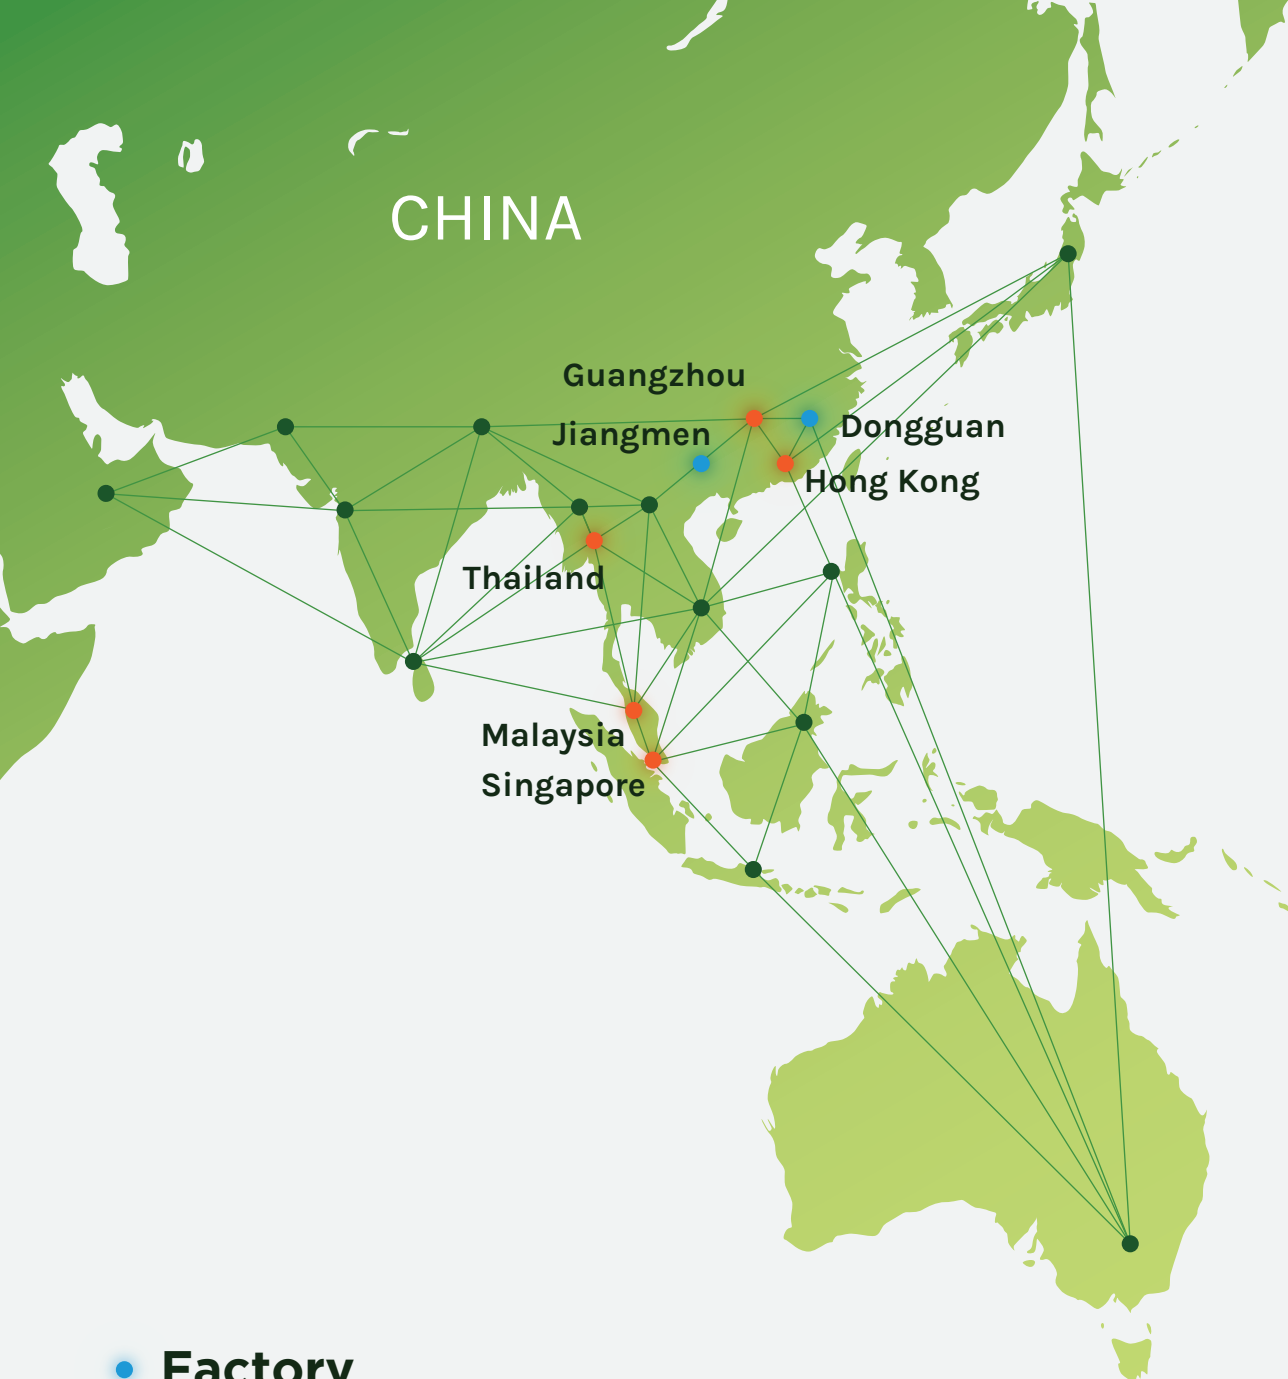 CHINA
Guangzhou
Jiangmen
Dongguan
Hong Kong
Thailand
Malaysia
Singapore
Factory